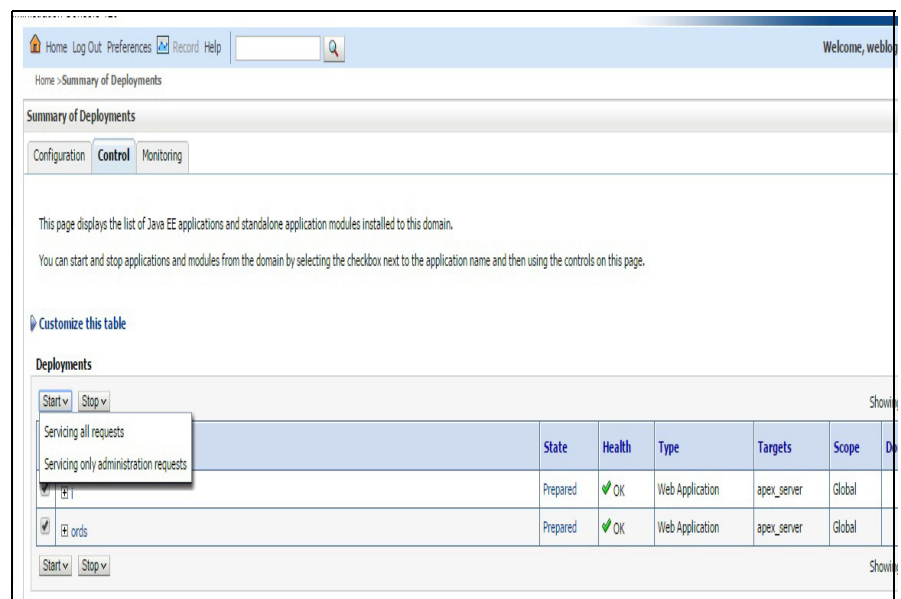 Home Log Out Preferences Record Help
Welcome, weblog
Home >Summary of Deployments
Summary of Deployments
Configuration Control Monitoring
This page displays the list of Java EE applications and standalone application modules installed to this domain.
You can start and stop applications and modules from the domain by selecting the checkbox next to the application name and then using the controls on this page.
Customize this table
Deployments
Start Stop
Showing
Servicing all requests
Servicing only administration requests
State Health Type Targets Scope Do
i Prepared OK Web Application apex_server Global
ords Prepared OK Web Application apex_server Global
Start Stop
Showing